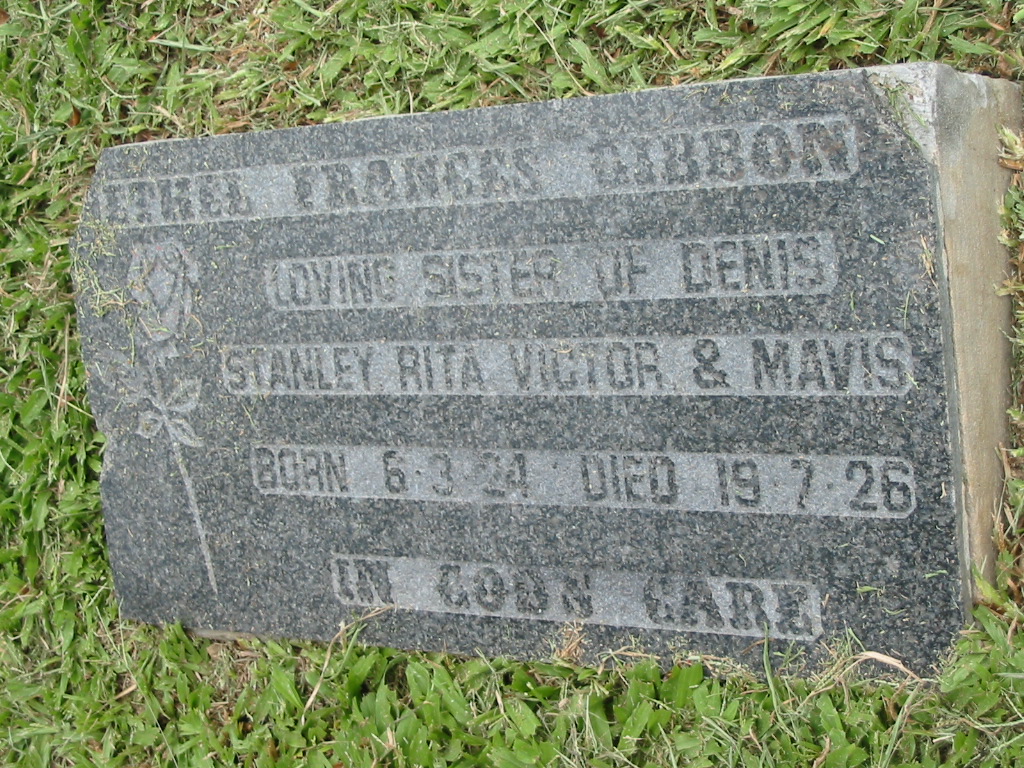 ETHEL FRANCES GIBBON
LOVING SISTER OF DENIS
STANLEY, RITA, VICTOR, & MAVIS
BORN 6·3·24 DIED 19·7·26
IN GOOD CARE